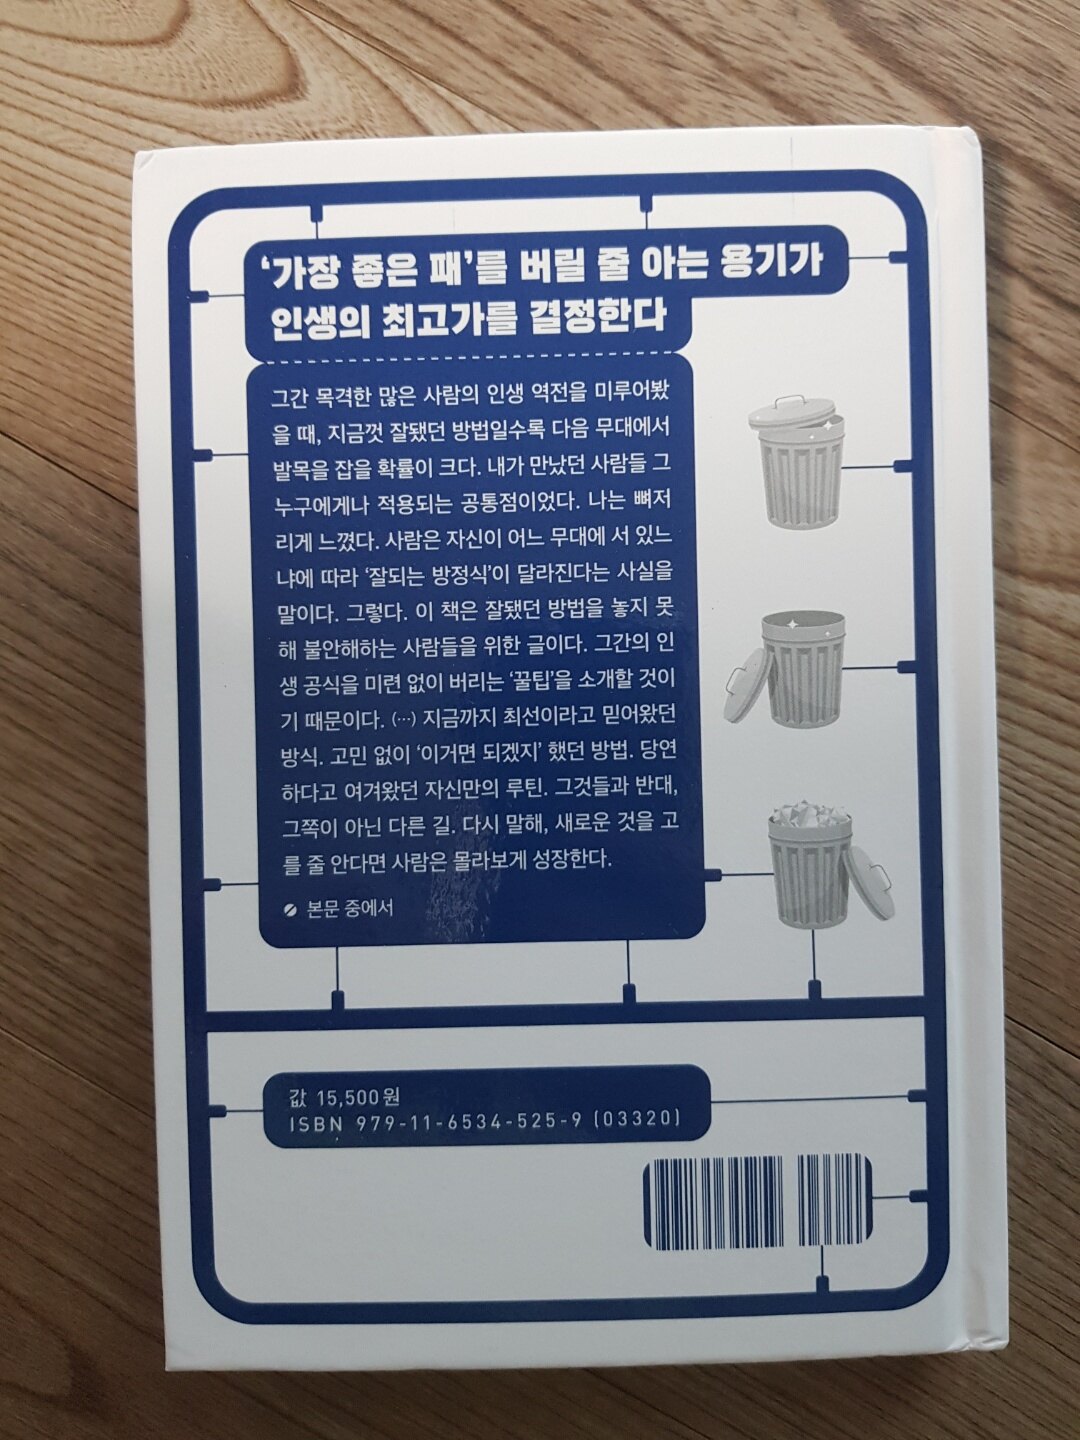 ‘가장 좋은 패’를 버릴 줄 아는 용기가
인생의 최고가를 결정한다
그간 목격한 많은 사람의 인생 역전을 미루어봤
을 때, 지금껏 잘됐던 방법일수록 다음 무대에서
발목을 잡을 확률이 크다. 내가 만났던 사람들 그
누구에게나 적용되는 공통점이었다. 나는 뼈저
리게 느꼈다. 사람은 자신이 어느 무대에 서 있느
냐에 따라 ‘잘되는 방정식’이 달라진다는 사실을
말이다. 그렇다. 이 책은 잘됐던 방법을 놓지 못
해 불안해하는 사람들을 위한 글이다. 그간의 인
생 공식을 미련 없이 버리는 ‘꿀팁’을 소개할 것이
기 때문이다. (…) 지금까지 최선이라고 믿어왔던
방식. 고민 없이 ‘이거면 되겠지’ 했던 방법. 당연
하다고 여겨왔던 자신만의 루틴. 그것들과 반대,
그쪽이 아닌 다른 길. 다시 말해, 새로운 것을 고
를 줄 안다면 사람은 몰라보게 성장한다.
본문 중에서
값 15,500원
ISBN 979-11-6534-525-9 (03320)